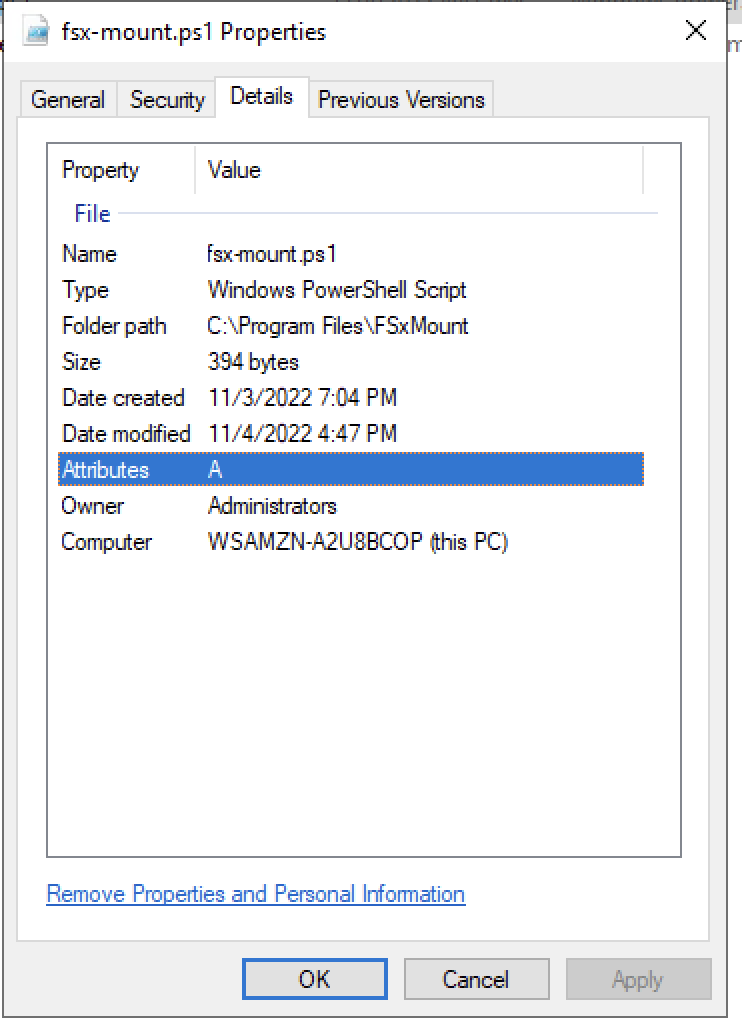 fsx-mount.ps1 Properties
General Security Details Previous Versions
Property Value
File
Name fsx-mount.ps1
Type Windows PowerShell Script
Folder path C:\Program Files\FSxMount
Size 394 bytes
Date created 11/3/2022 7:04 PM
Date modified 11/4/2022 4:47 PM
Attributes A
Owner Administrators
Computer WSAMZN-A2U8BCOP (this PC)
Remove Properties and Personal Information
OK Cancel Apply